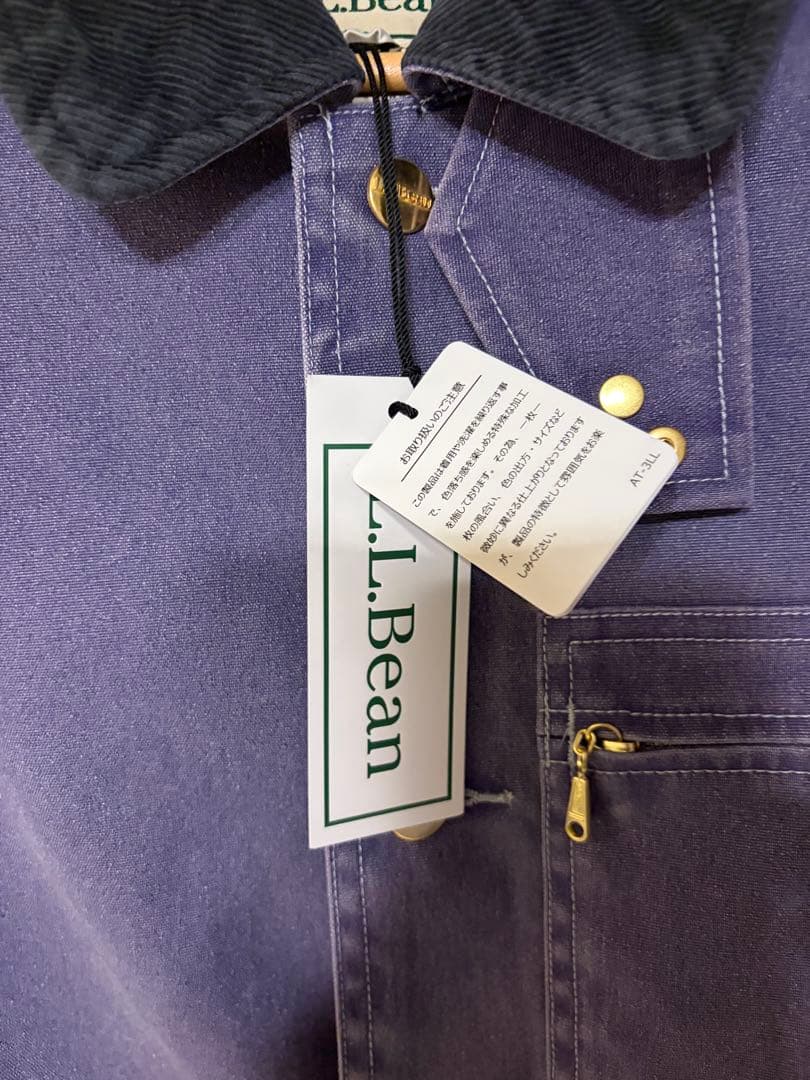 L.L.Bean
L.L.Bean
お取り扱いのご注意
この製品は着用や洗濯を繰り返す事
で、色落ち感を楽しめる特殊な加工
を施しております。その為、一枚一
枚の風合い、色の出方・サイズなど
微妙に異なる仕上がりとなっております
が、製品の特徴として雰囲気をお楽
しみください。
AT-3LL
L.L.Bean